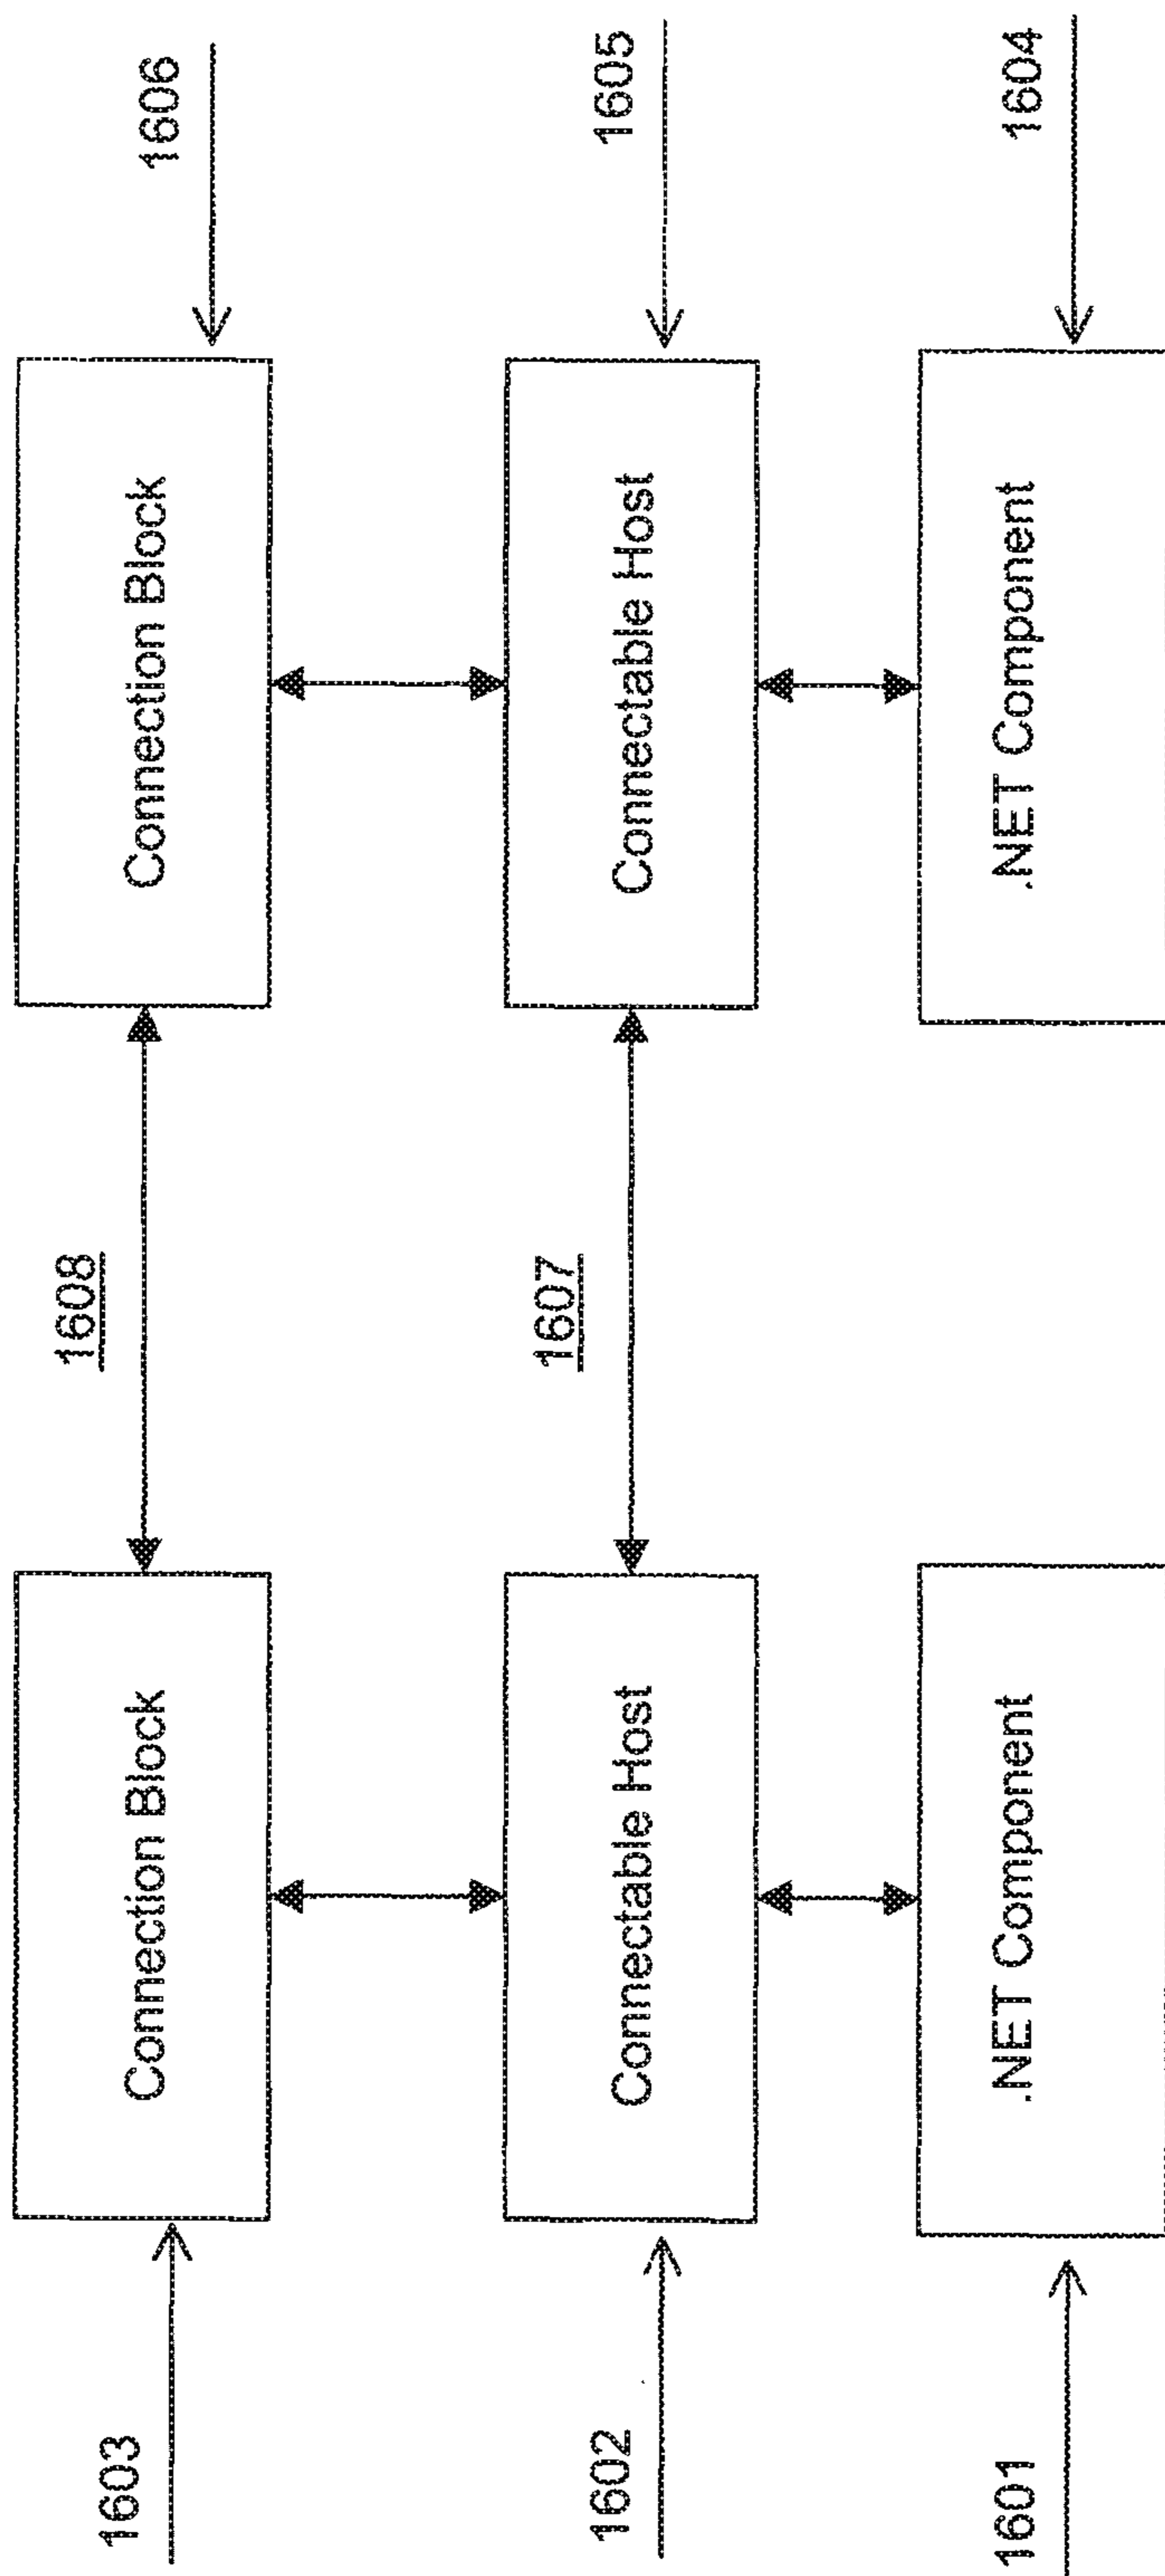 1603
Connection Block
1608
Connection Block
1606
1602
Connectable Host
1607
Connectable Host
1605
1601
.NET Component
.NET Component
1604